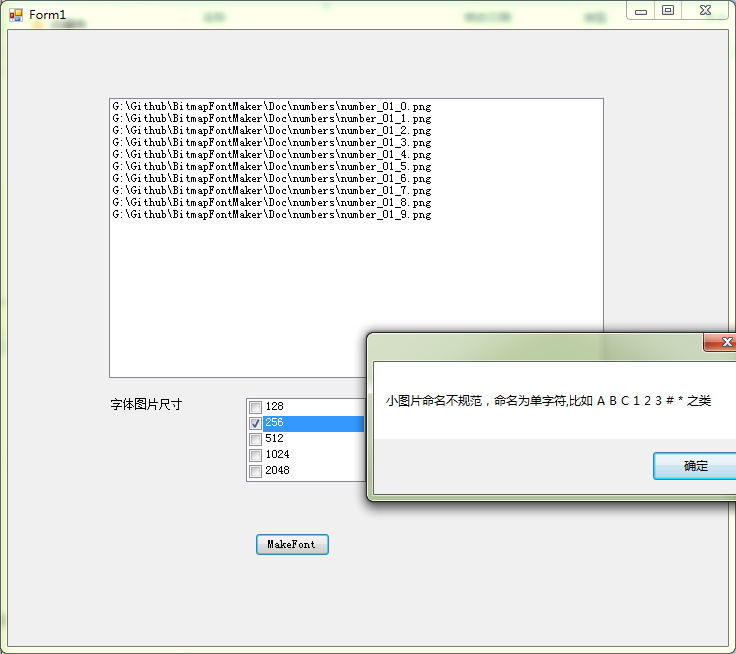 Form1
G:\Github\BitmapFontMaker\Doc\numbers\number_01_0.png
G:\Github\BitmapFontMaker\Doc\numbers\number_01_1.png
G:\Github\BitmapFontMaker\Doc\numbers\number_01_2.png
G:\Github\BitmapFontMaker\Doc\numbers\number_01_3.png
G:\Github\BitmapFontMaker\Doc\numbers\number_01_4.png
G:\Github\BitmapFontMaker\Doc\numbers\number_01_5.png
G:\Github\BitmapFontMaker\Doc\numbers\number_01_6.png
G:\Github\BitmapFontMaker\Doc\numbers\number_01_7.png
G:\Github\BitmapFontMaker\Doc\numbers\number_01_8.png
G:\Github\BitmapFontMaker\Doc\numbers\number_01_9.png
小图片命名不规范，命名为单字符,比如 A B C 1 2 3 # * 之类
确定
字体图片尺寸
128
256
512
1024
2048
MakeFont